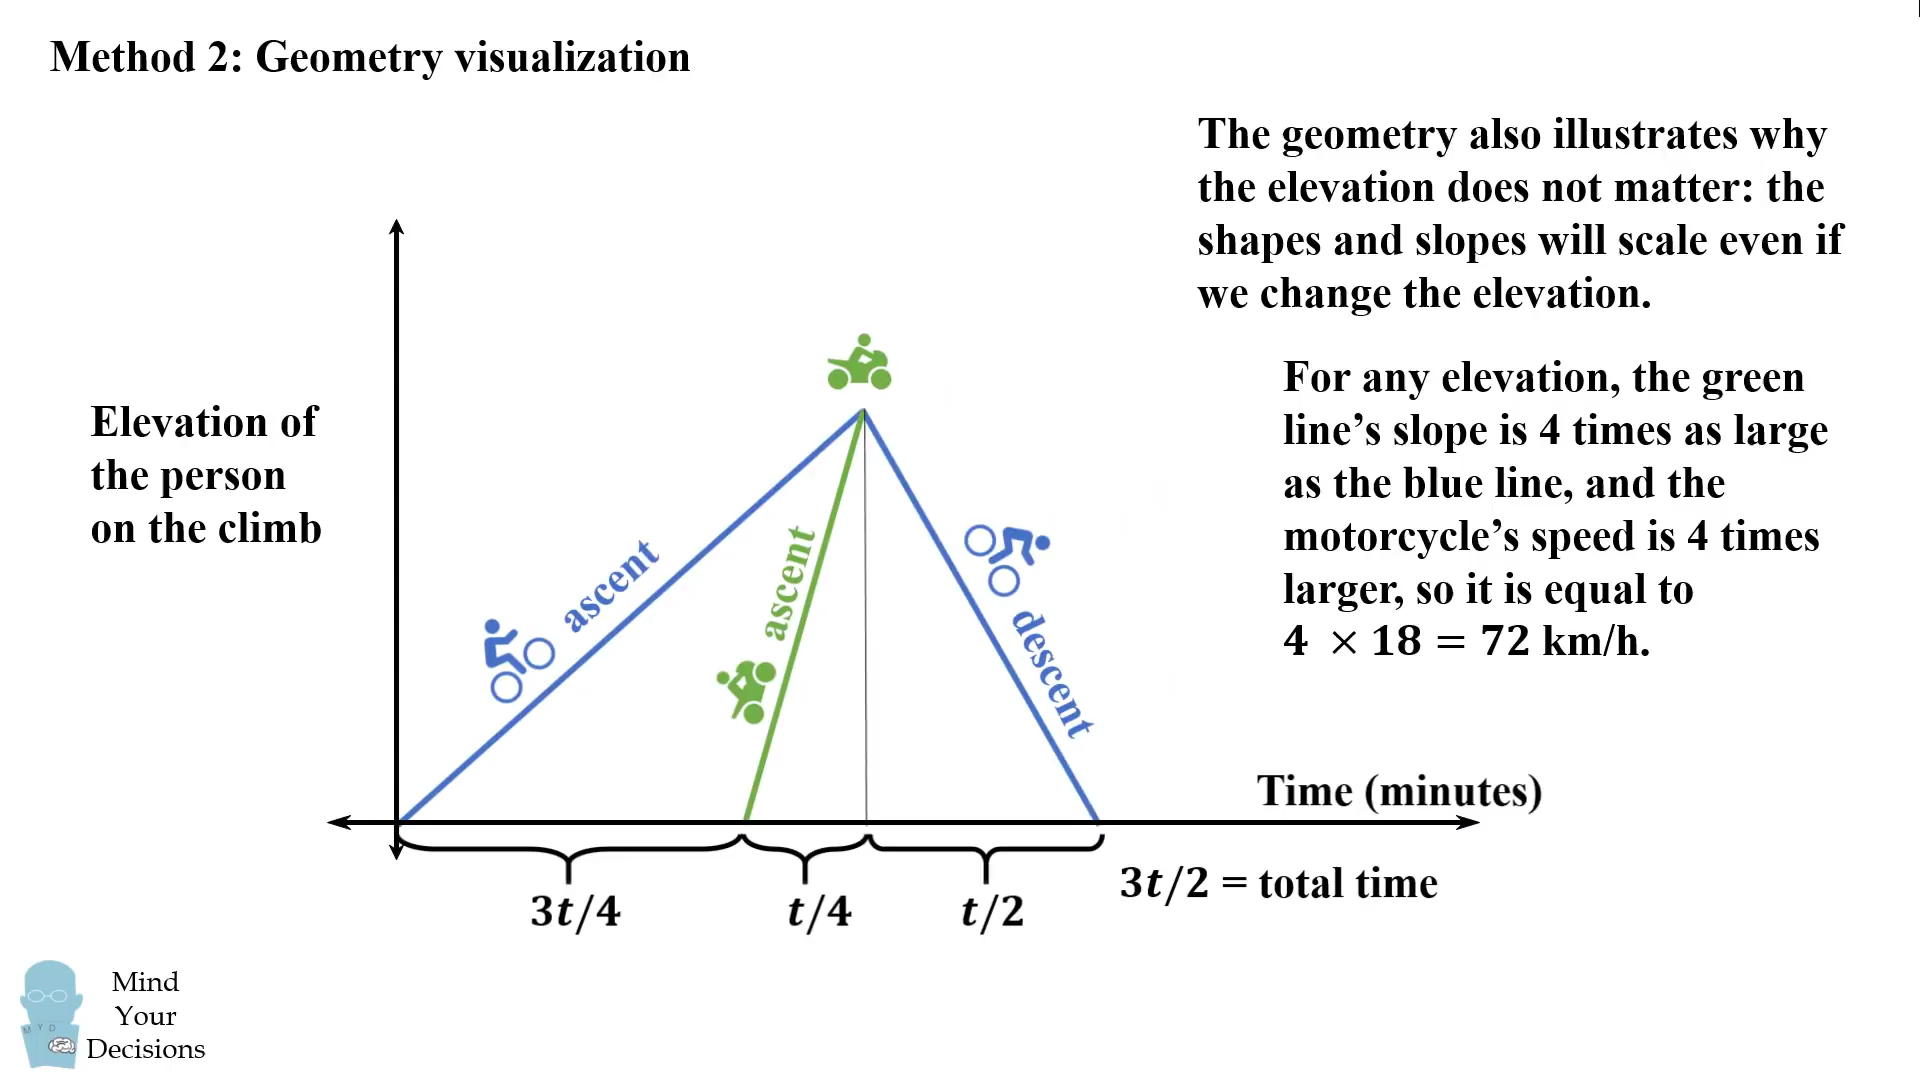 Method 2: Geometry visualization
The geometry also illustrates why
the elevation does not matter: the
shapes and slopes will scale even if
we change the elevation.
For any elevation, the green
line’s slope is 4 times as large
as the blue line, and the
motorcycle’s speed is 4 times
larger, so it is equal to
4 × 18 = 72 km/h.
Elevation of
the person
on the climb
ascent
ascent
descent
Time (minutes)
3t/4
t/4
t/2
3t/2 = total time
M Y D
Mind
Your
Decisions